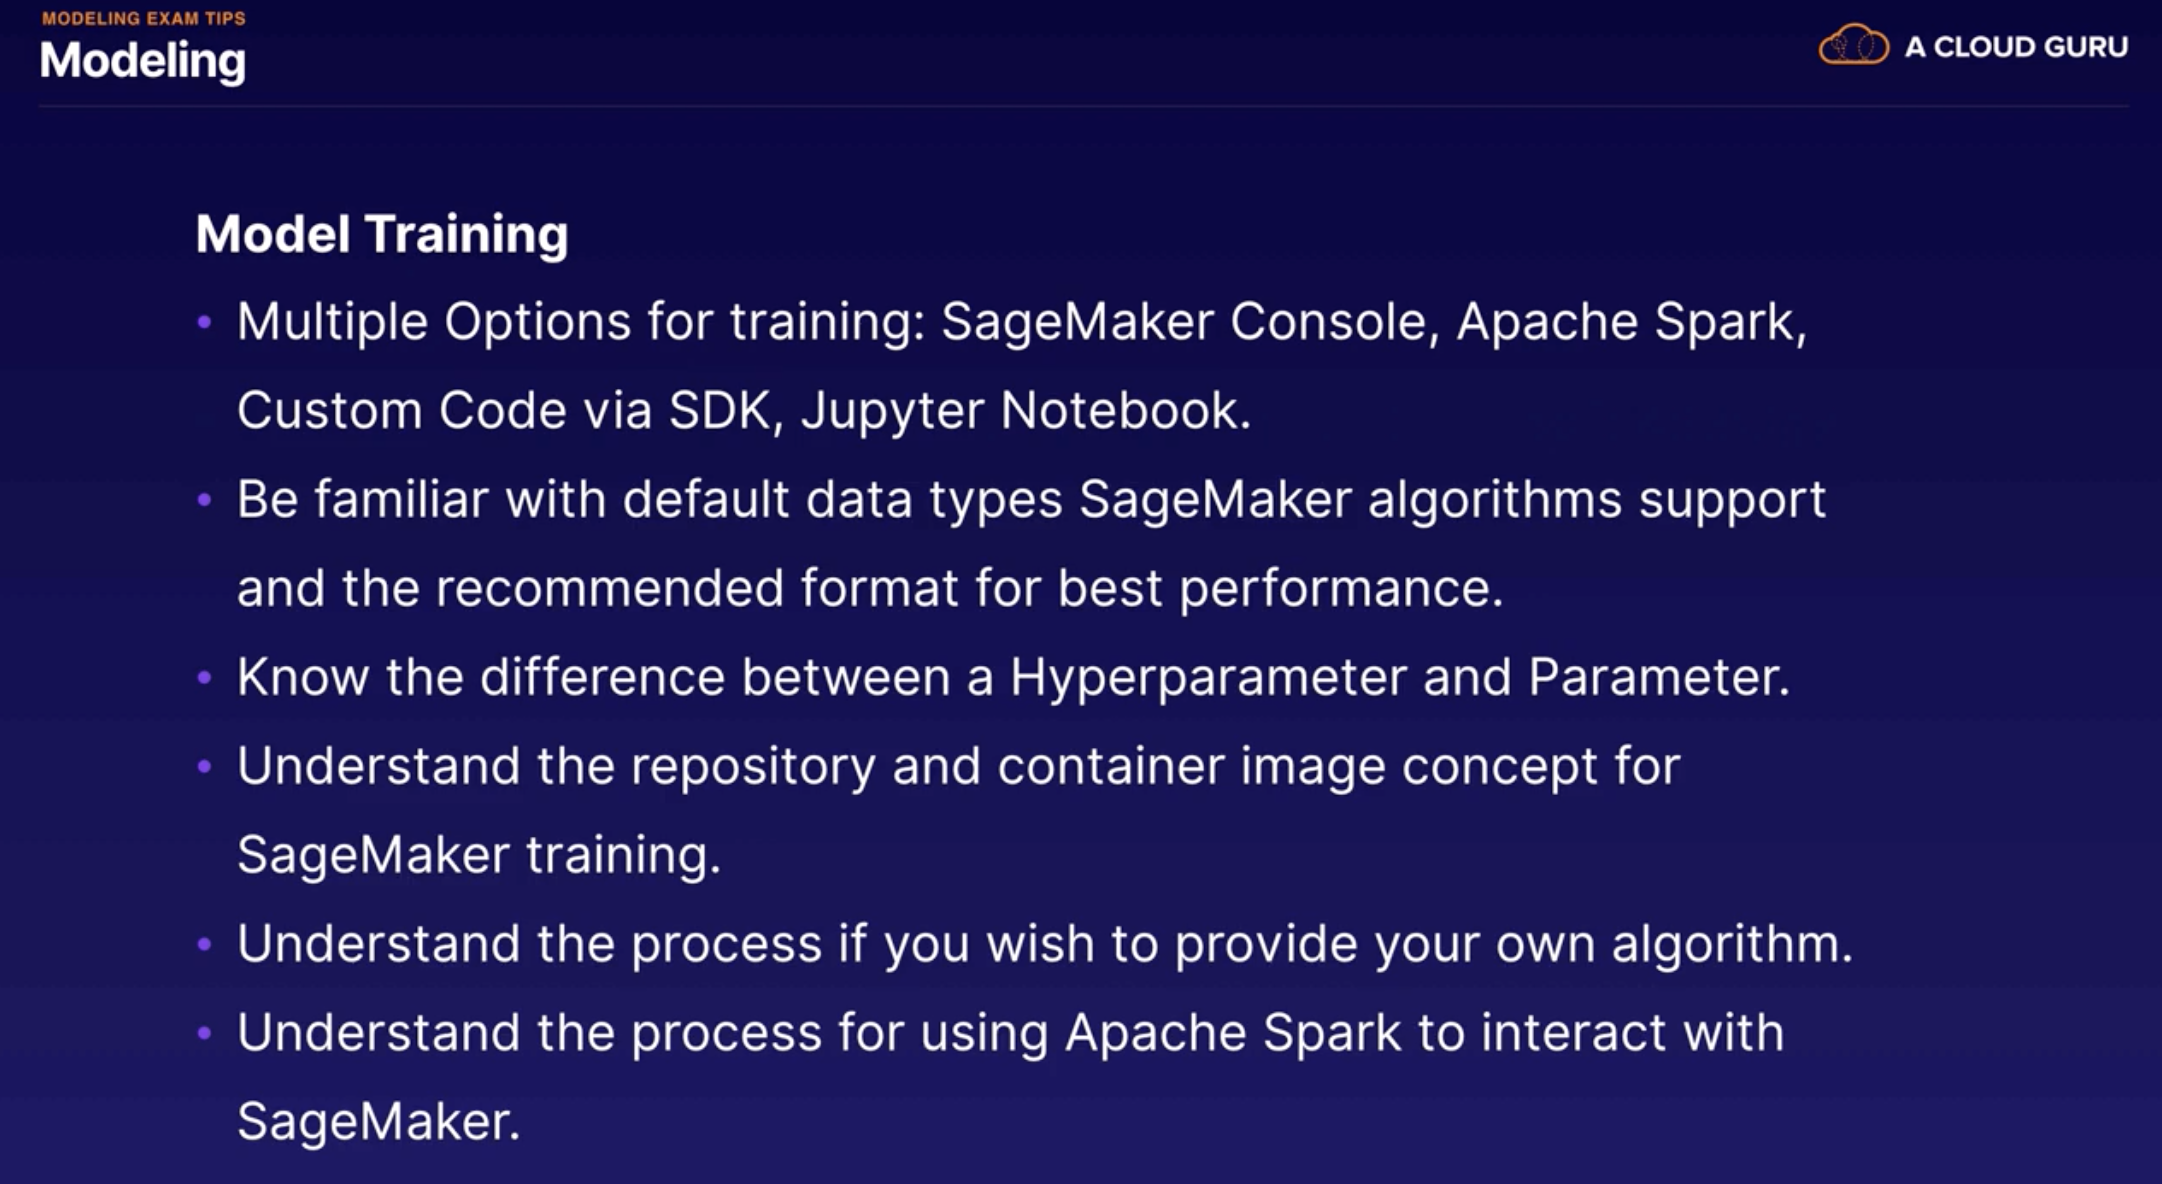 MODELING EXAM TIPS
Modeling
A CLOUD GURU
Model Training
• Multiple Options for training: SageMaker Console, Apache Spark,
Custom Code via SDK, Jupyter Notebook.
• Be familiar with default data types SageMaker algorithms support
and the recommended format for best performance.
• Know the difference between a Hyperparameter and Parameter.
• Understand the repository and container image concept for
SageMaker training.
• Understand the process if you wish to provide your own algorithm.
• Understand the process for using Apache Spark to interact with
SageMaker.